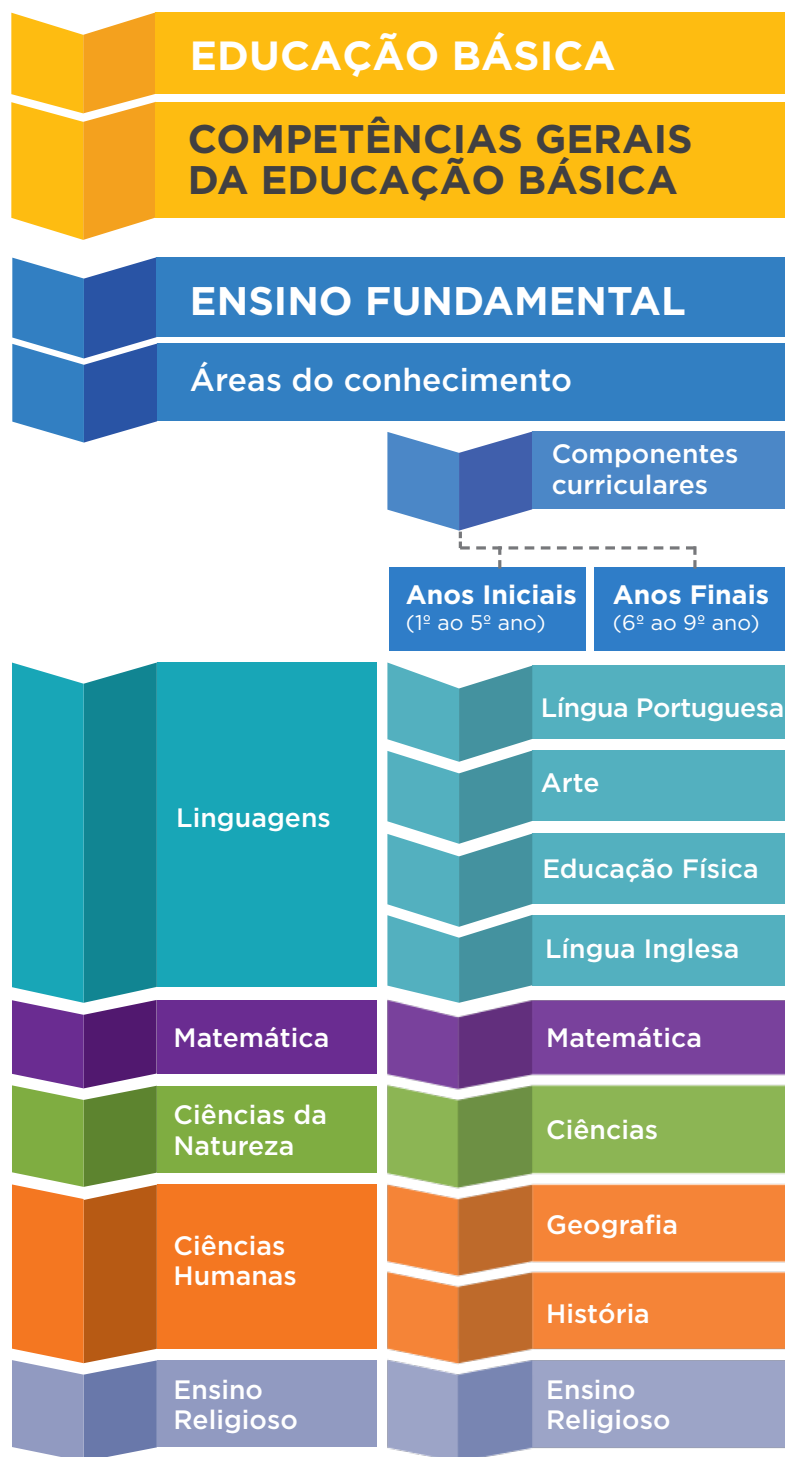 EDUCAÇÃO BÁSICA
COMPETÊNCIAS GERAIS
DA EDUCAÇÃO BÁSICA
ENSINO FUNDAMENTAL
Áreas do conhecimento
Componentes
curriculares
Anos Iniciais
(1º ao 5º ano)
Anos Finais
(6º ao 9º ano)
Linguagens
Língua Portuguesa
Arte
Educação Física
Língua Inglesa
Matemática
Matemática
Ciências da
Natureza
Ciências
Ciências
Humanas
Geografia
História
Ensino
Religioso
Ensino
Religioso